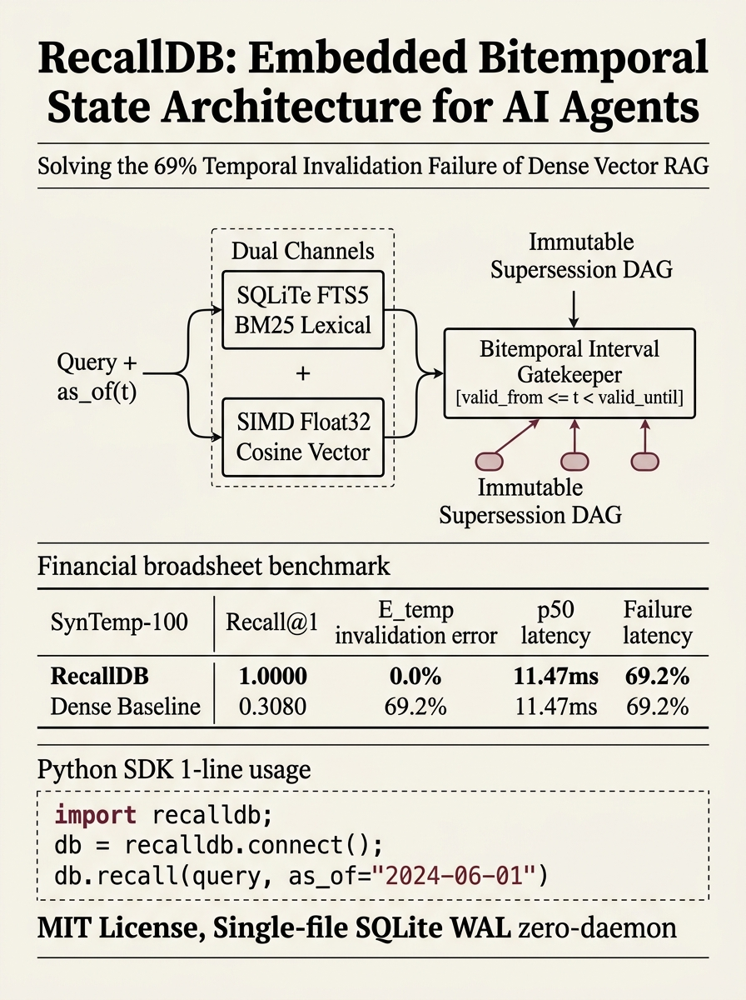 RecallDB: Embedded Bitemporal
State Architecture for AI Agents
Solving the 69% Temporal Invalidation Failure of Dense Vector RAG
Query +
as_of(t)
Dual Channels
SQLiTe FTS5
BM25 Lexical
+
SIMD Float32
Cosine Vector
Immutable
Supersession DAG
Bitemporal Interval
Gatekeeper
[valid_from <= t < valid_until]
Immutable
Supersession DAG
Financial broadsheet benchmark
SynTemp-100 Recall@1 E_temp invalidation error p50 latency Failure latency
RecallDB 1.0000 0.0% 11.47ms 69.2%
Dense Baseline 0.3080 69.2% 11.47ms 69.2%
Python SDK 1-line usage
import recalldb;
db = recalldb.connect();
db.recall(query, as_of="2024-06-01")
MIT License, Single-file SQLite WAL zero-daemon